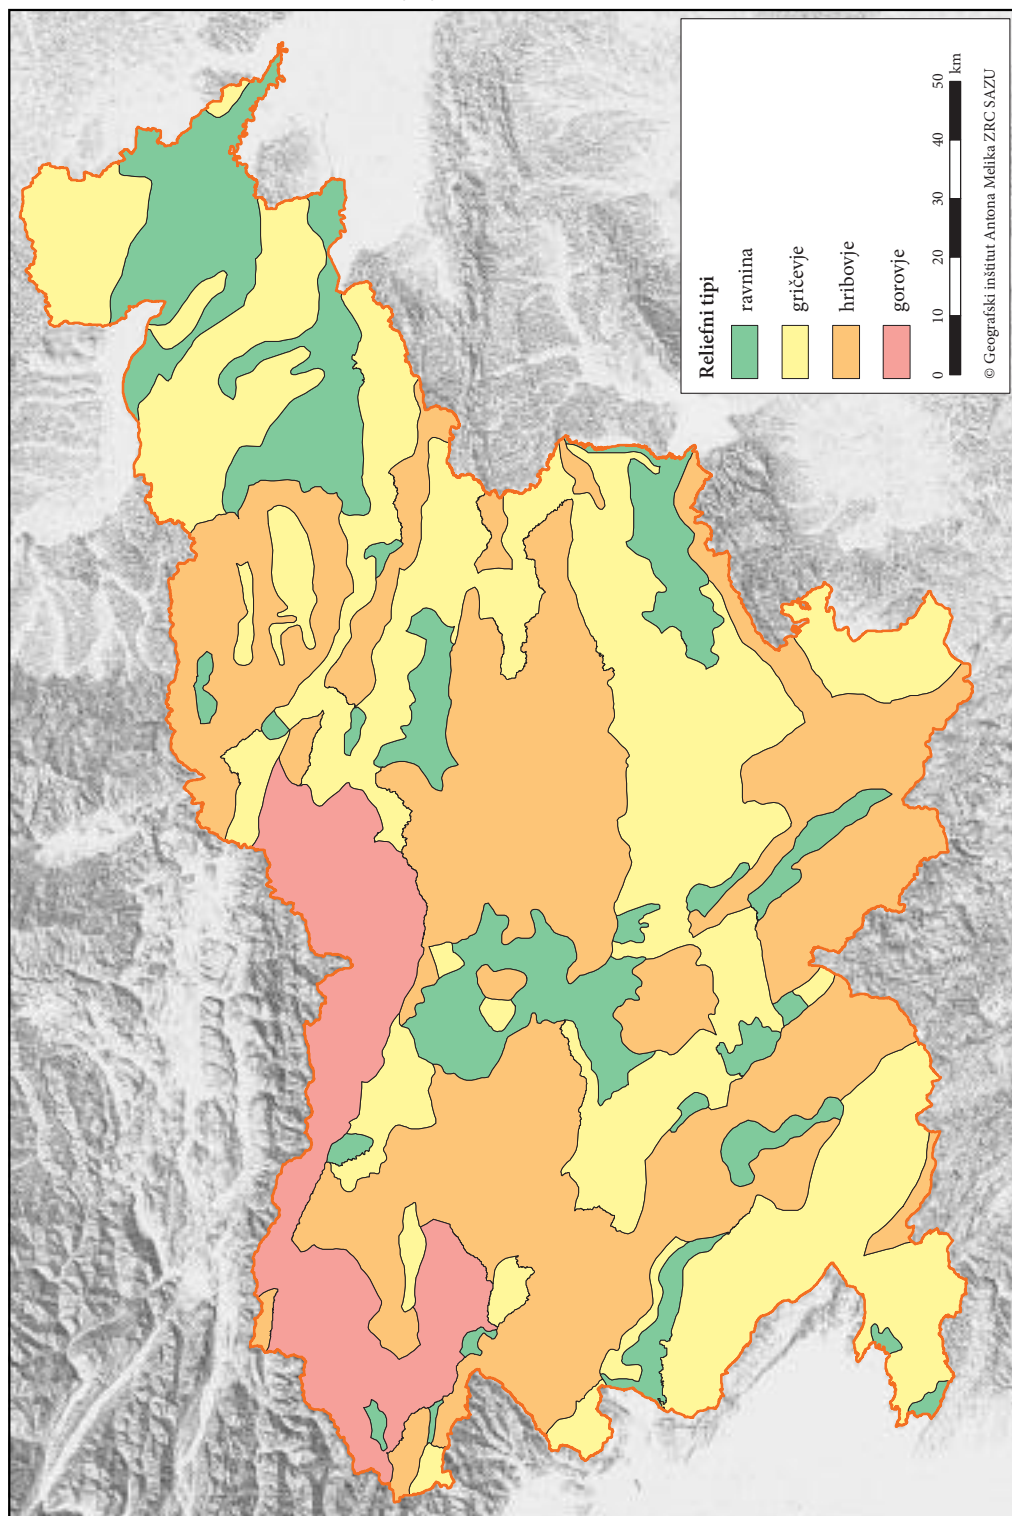 Reliefni tipi
ravnina
gričevje
hribovje
gorovje
0 10 20 30 40 50 km
© Geografski inštitut Antona Melika ZRC SAZU